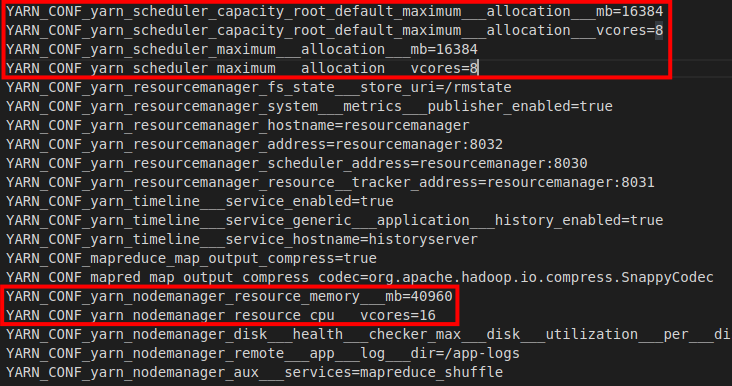 YARN_CONF_yarn_scheduler_capacity_root_default_maximum___allocation___mb=16384
YARN_CONF_yarn_scheduler_capacity_root_default_maximum___allocation___vcores=8
YARN_CONF_yarn_scheduler_maximum___allocation___mb=16384
YARN_CONF_yarn_scheduler_maximum___allocation___vcores=8
YARN_CONF_yarn_resourcemanager_fs_state___store_uri=/rmstate
YARN_CONF_yarn_resourcemanager_system___metrics___publisher_enabled=true
YARN_CONF_yarn_resourcemanager_hostname=resourcemanager
YARN_CONF_yarn_resourcemanager_address=resourcemanager:8032
YARN_CONF_yarn_resourcemanager_scheduler_address=resourcemanager:8030
YARN_CONF_yarn_resourcemanager_resource__tracker_address=resourcemanager:8031
YARN_CONF_yarn_timeline___service_enabled=true
YARN_CONF_yarn_timeline___service_generic___application___history_enabled=true
YARN_CONF_yarn_timeline___service_hostname=historyserver
YARN_CONF_mapreduce_map_output_compress=true
YARN_CONF_mapred_map_output_compress_codec=org.apache.hadoop.io.compress.SnappyCodec
YARN_CONF_yarn_nodemanager_resource_memory___mb=40960
YARN_CONF_yarn_nodemanager_resource_cpu___vcores=16
YARN_CONF_yarn_nodemanager_disk___health___checker_max___disk___utilization___per___di
YARN_CONF_yarn_nodemanager_remote___app___log___dir=/app-logs
YARN_CONF_yarn_nodemanager_aux___services=mapreduce_shuffle